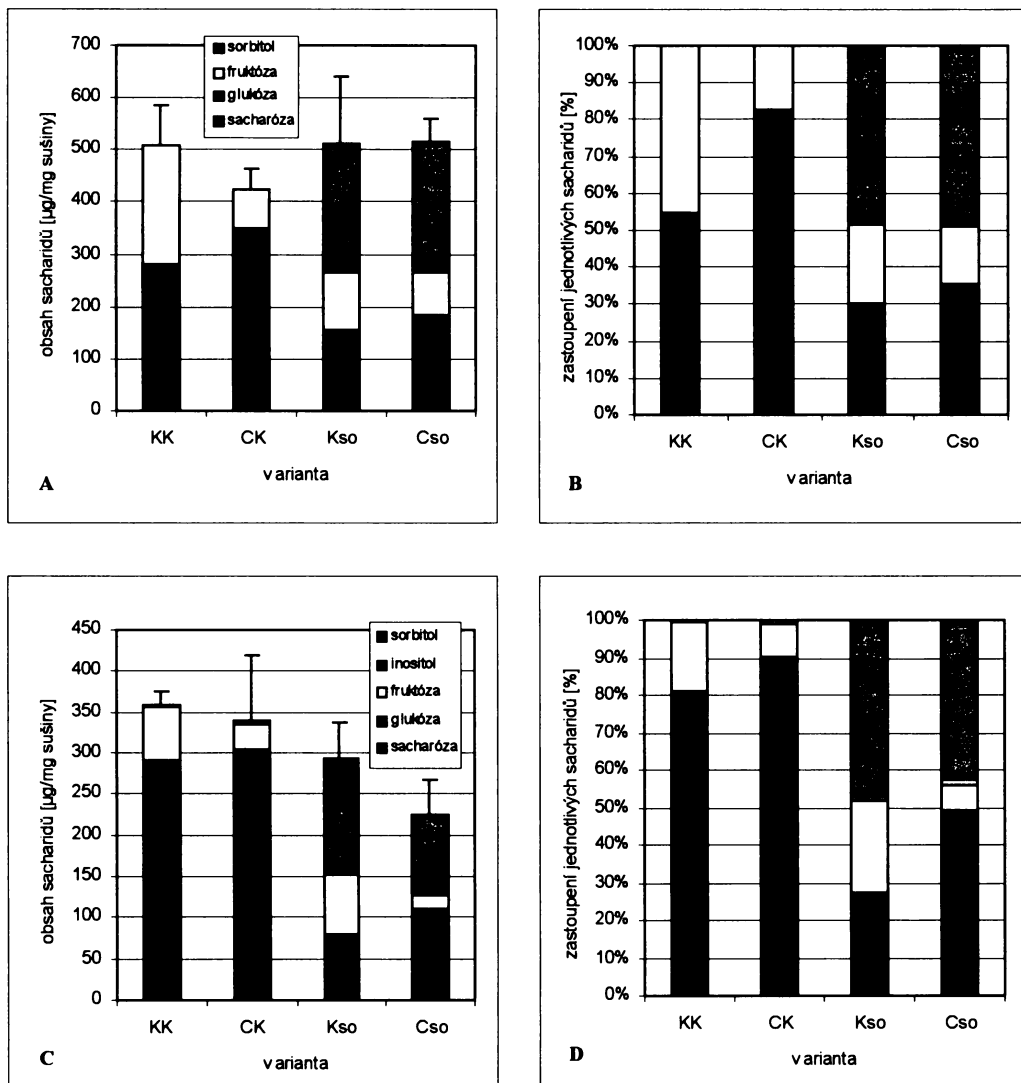 700
600
500
400
300
200
100
0
obsah sacharidů [µg/mg sušiny]
sorbitol
fruktóza
glukóza
sacharóza
KK CK Kso Cso
varianta
A
100%
90%
80%
70%
60%
50%
40%
30%
20%
10%
0%
zastoupení jednotlivých sacharidů [%]
KK CK Kso Cso
varianta
B
450
400
350
300
250
200
150
100
50
0
obsah sacharidů [µg/mg sušiny]
sorbitol
inositol
fruktóza
glukóza
sacharóza
KK CK Kso Cso
varianta
C
100%
90%
80%
70%
60%
50%
40%
30%
20%
10%
0%
zastoupení jednotlivých sacharidů [%]
KK CK Kso Cso
varianta
D